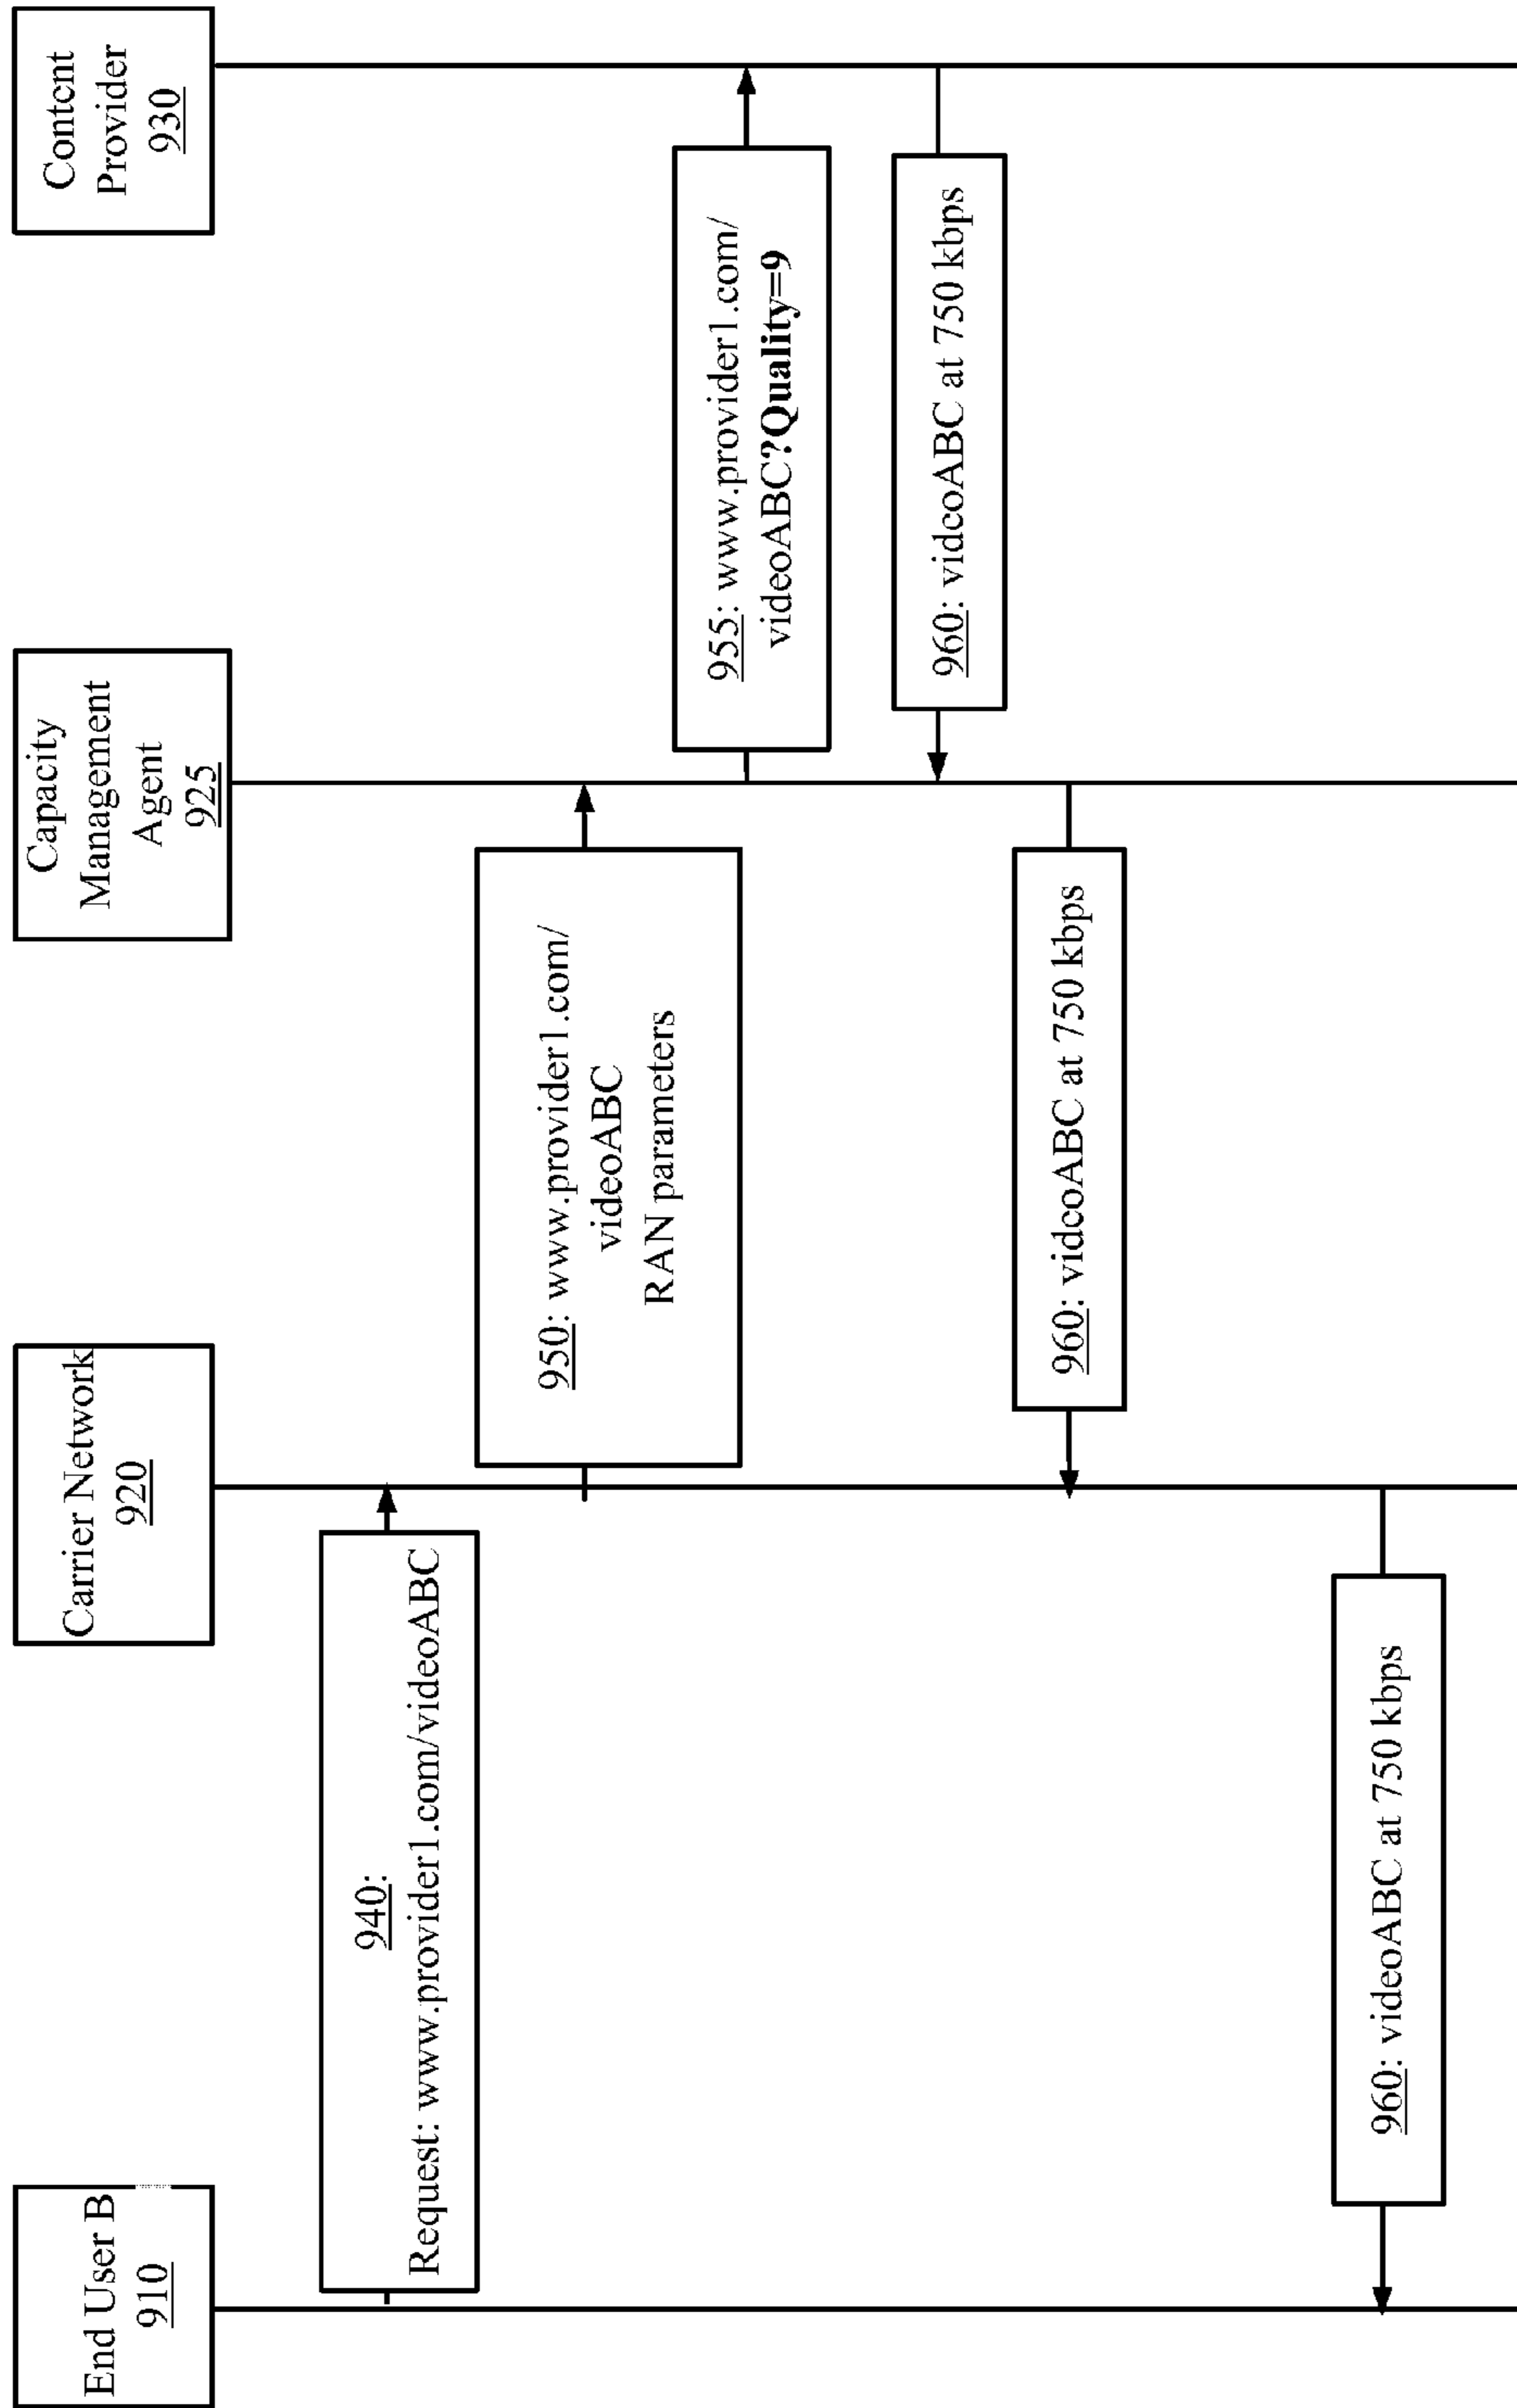 End User B
910
Carrier Network
920
Capacity
Management
Agent
925
Content
Provider
930
940:
Request: www.provider1.com/videoABC
950: www.provider1.com/
videoABC
RAN parameters
955: www.provider1.com/
videoABC?Quality=9
960: videoABC at 750 kbps
960: videoABC at 750 kbps
960: videoABC at 750 kbps